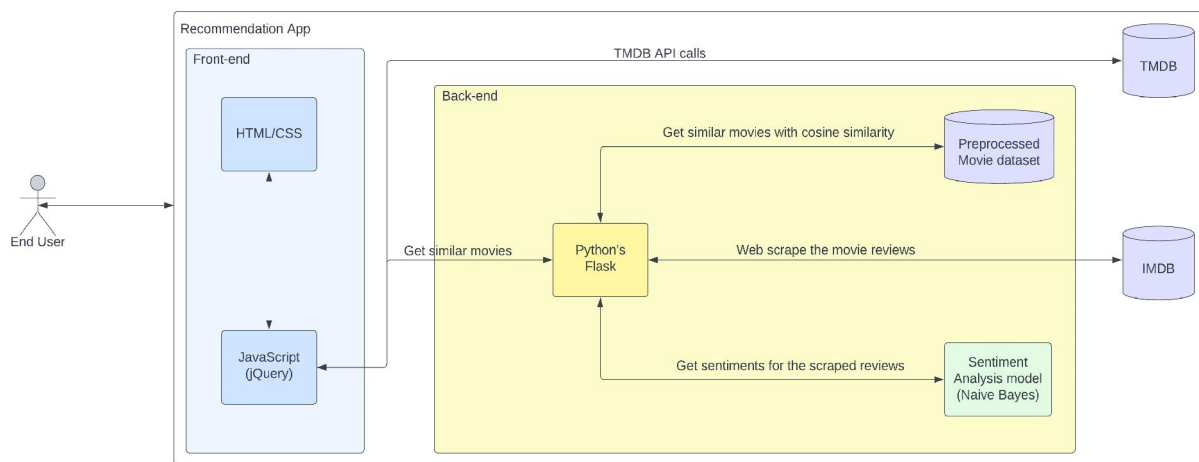 Recommendation App
Front-end
TMDB API calls
TMDB
Back-end
HTML/CSS
Get similar movies with cosine similarity
Preprocessed
Movie dataset
End User
Get similar movies
Python's
Flask
Web scrape the movie reviews
IMDB
JavaScript
(jQuery)
Get sentiments for the scraped reviews
Sentiment
Analysis model
(Naive Bayes)